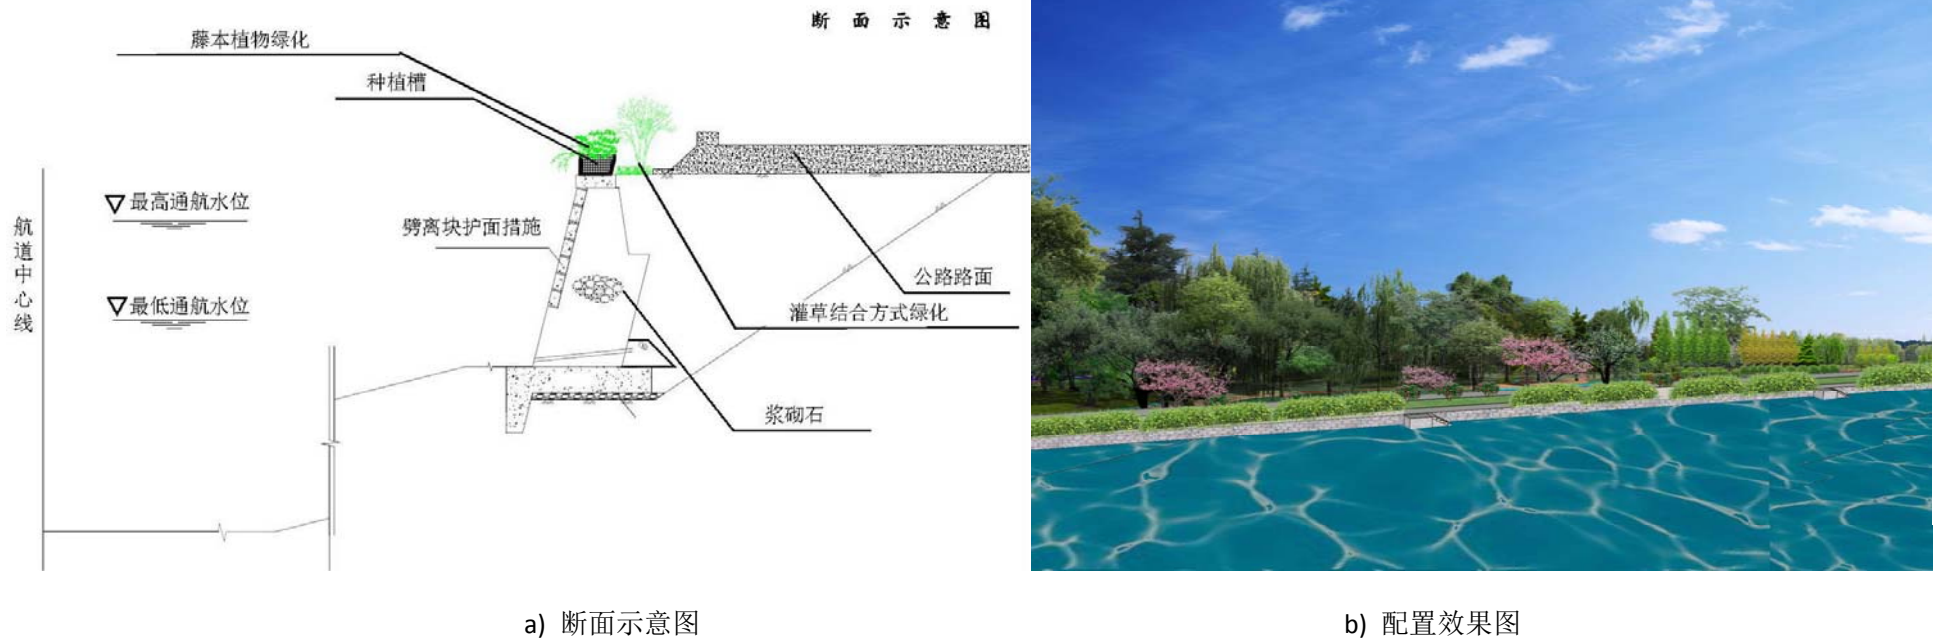 断面示意图
藤本植物绿化
种植槽
最高通航水位
劈离块护面措施
航道中心线
公路路面
最低通航水位
灌草结合方式绿化
浆砌石
a) 断面示意图
b) 配置效果图